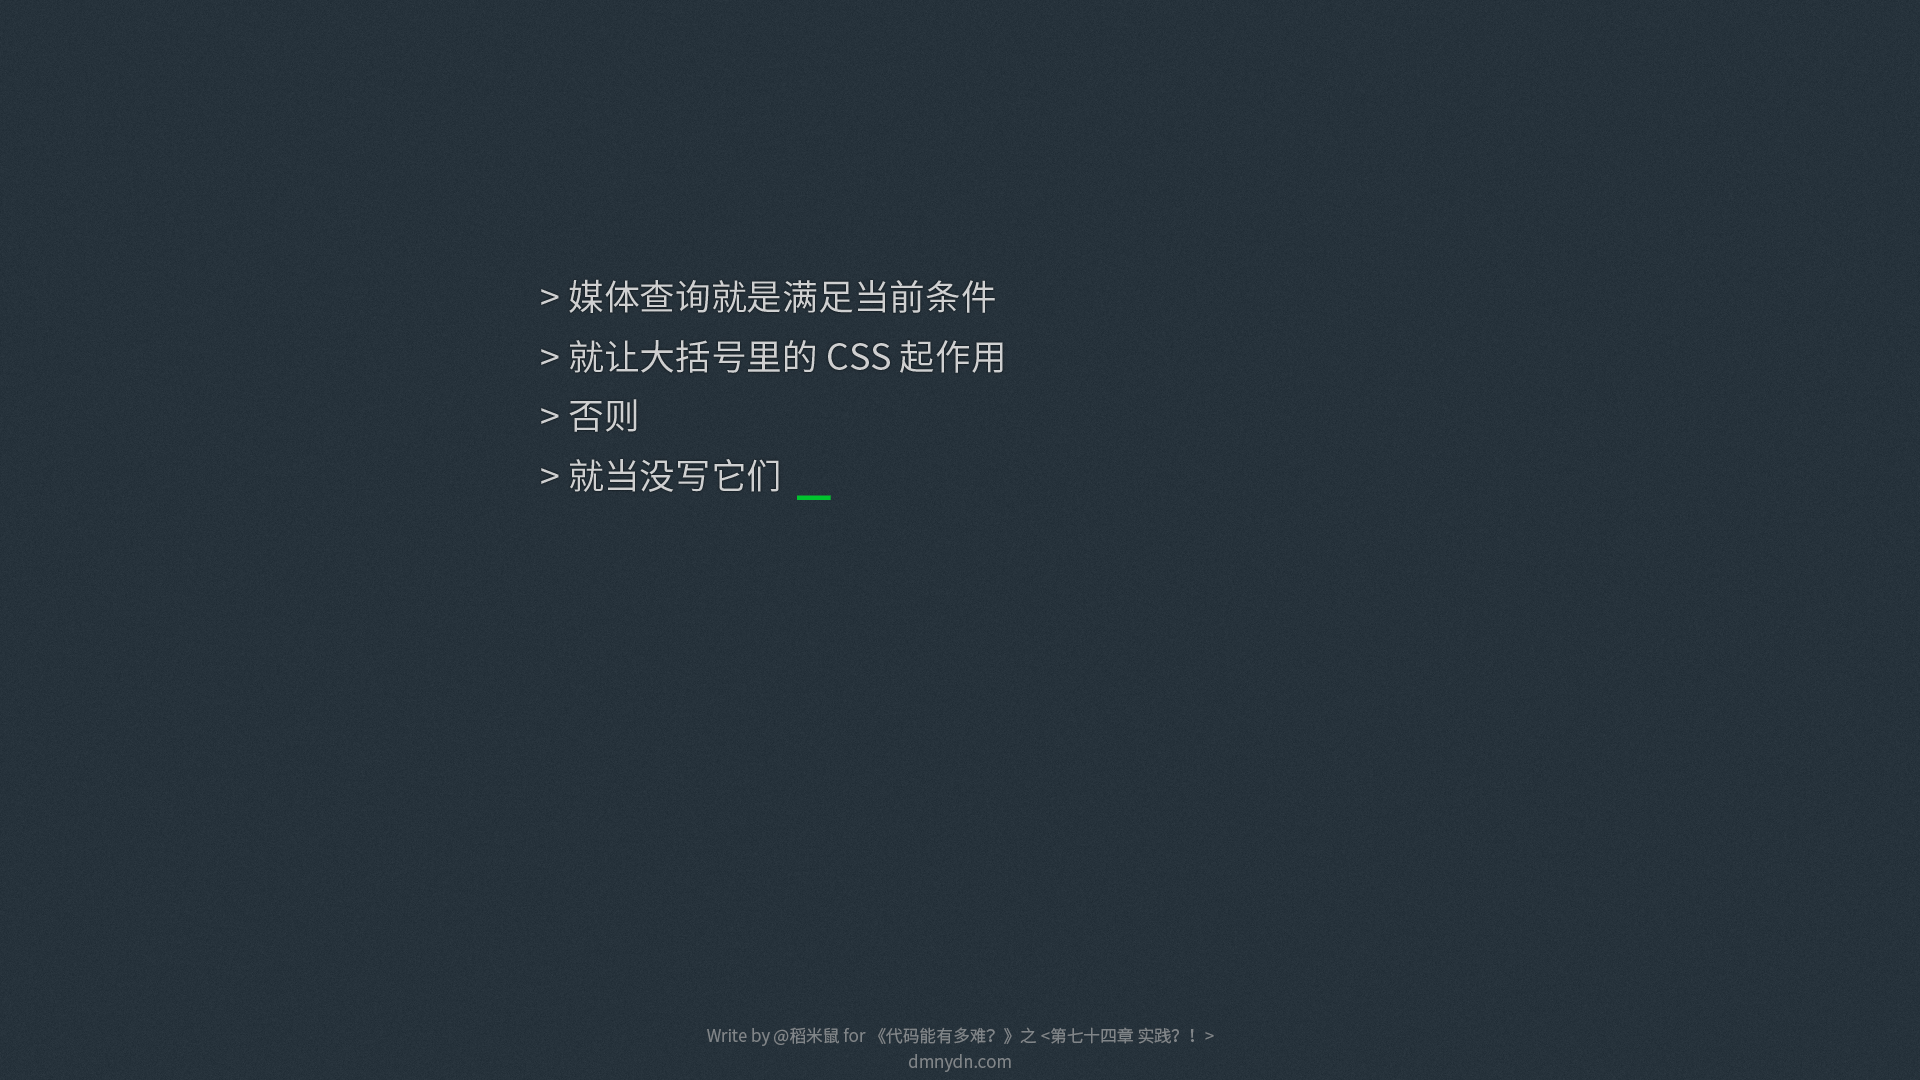 > 媒体查询就是满足当前条件
> 就让大括号里的 CSS 起作用
> 否则
> 就当没写它们 _
Write by @稻米鼠 for 《代码能有多难？》之 <第七十四章 实践？！>
dmnydn.com